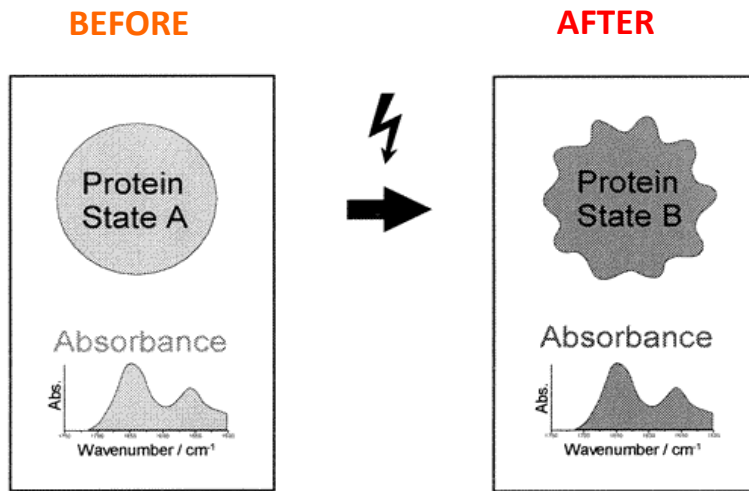 BEFORE
AFTER
Protein
State A
Protein
State B
Absorbance
Absorbance
Abs.
Wavenumber / cm⁻¹
Abs.
Wavenumber / cm⁻¹